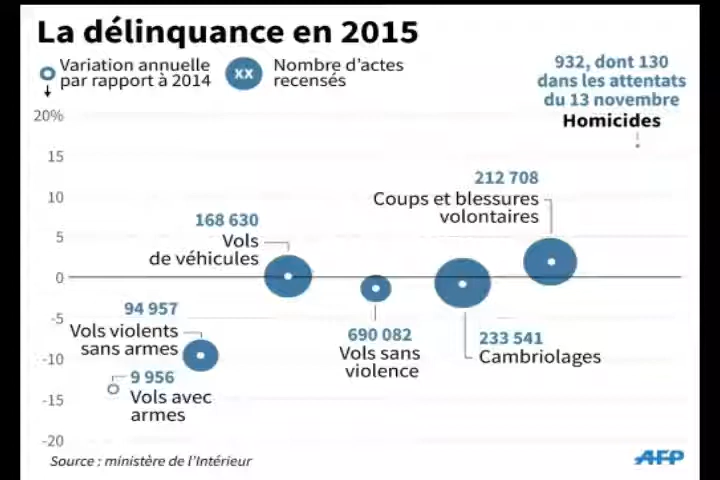 La délinquance en 2015
Variation annuelle
par rapport à 2014
xx
Nombre d'actes
recensés
932, dont 130
dans les attentats
du 13 novembre
Homicides
20%
15
10
5
0
-5
-10
-15
-20
212 708
Coups et blessures
volontaires
168 630
Vols
de véhicules
94 957
Vols violents
sans armes
9 956
Vols avec
armes
690 082
Vols sans
violence
233 541
Cambriolages
Source : ministère de l'Intérieur
AFP